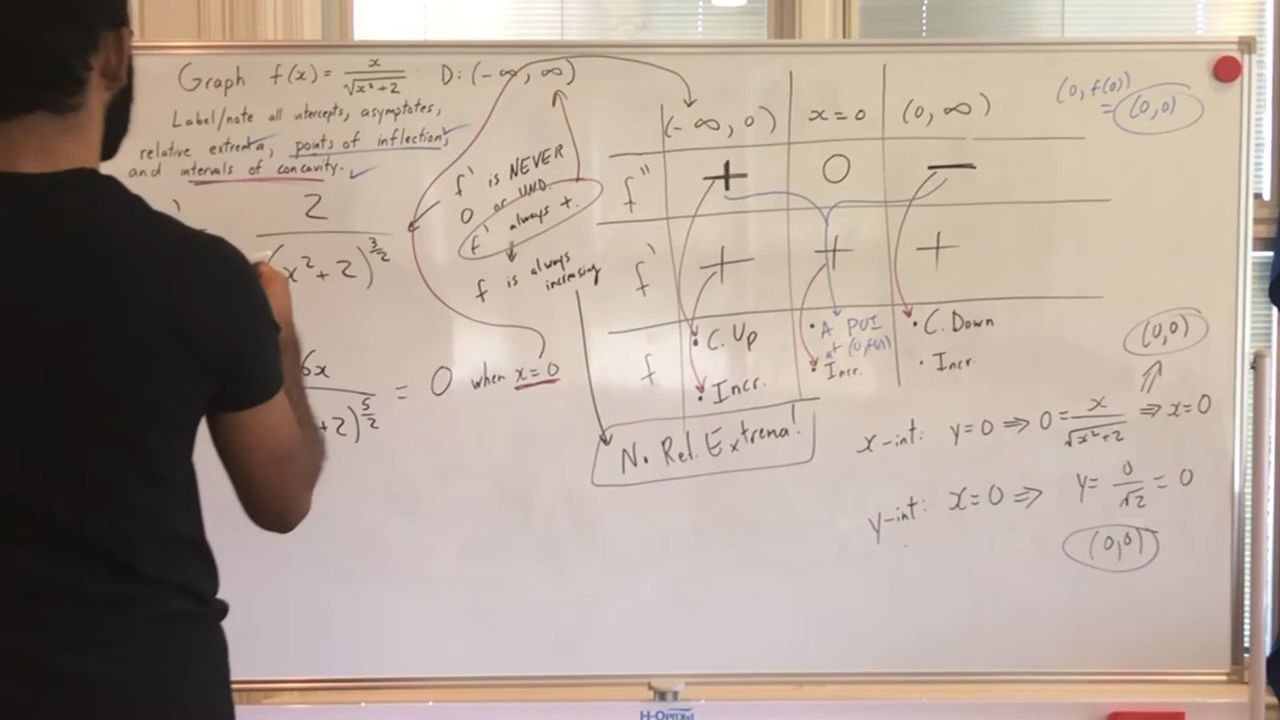 Graph f(x) = x/√(x²+2) D: (-∞, ∞)
Label/note all intercepts, asymptotes,
relative extrema, points of inflection,
and intervals of concavity.
2
(x² + 2)^(3/2)
f' is NEVER
0 or UND
f' always +.
f is always
increasing
6x
+2)^(5/2)
= 0 when x=0
(-∞, 0) x=0 (0, ∞)
f'' + 0 −
f' + + +
f
• C. Up
• Incr.
• A POI
at (0, f(0))
• Incr.
• C. Down
• Incr.
No Rel. Extrema!
(0, f(0))
= (0,0)
(0,0)
x-int: y=0 ⇒ 0 = x/√(x²+2) ⇒ x=0
y-int: x=0 ⇒ y = 0/√2 = 0
(0,0)